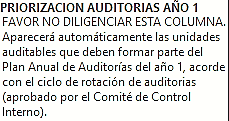 PRIORIZACION AUDITORIAS AÑO 1
FAVOR NO DILIGENCIAR ESTA COLUMNA.
Aparecerá automáticamente las unidades
auditables que deben formar parte del
Plan Anual de Auditorías del año 1, acorde
con el ciclo de rotación de auditorias
(aprobado por el Comité de Control
Interno).